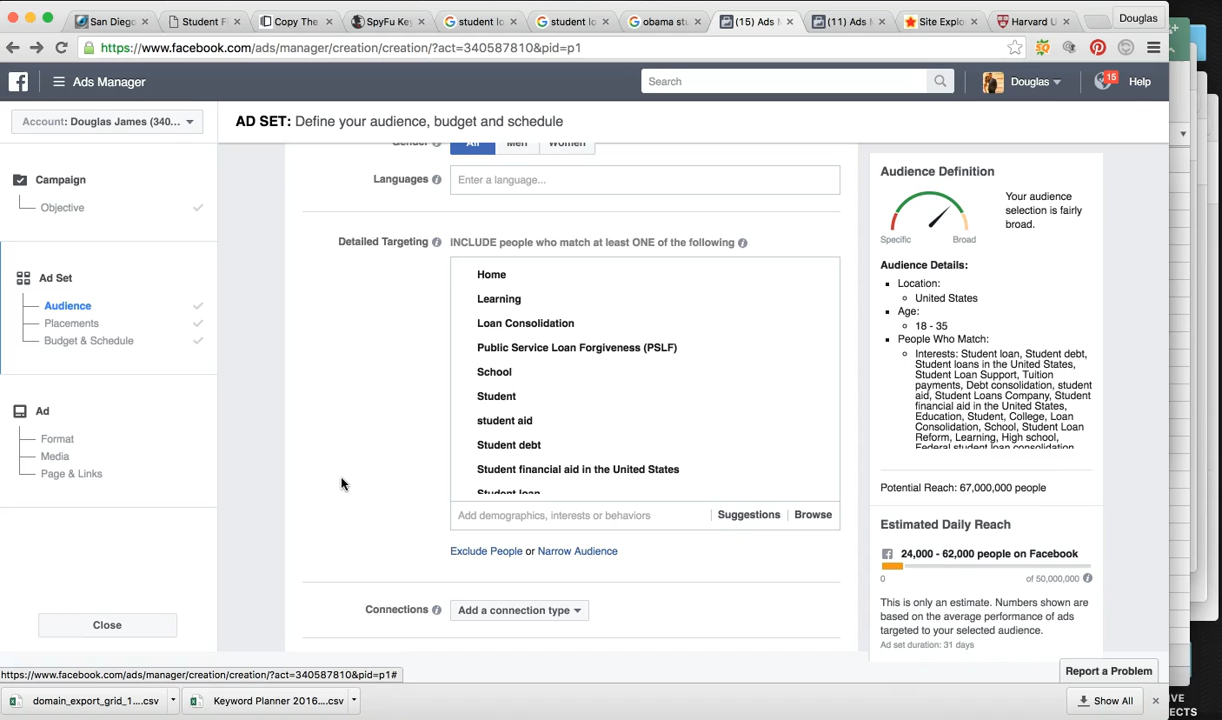 San Diego
Student F
Copy The
SpyFu Ke
student lo
student lo
obama stu
(15) Ads M
(11) Ads M
Site Explo
Harvard U
Douglas
https://www.facebook.com/ads/manager/creation/creation/?act=340587810&pid=p1
Ads Manager
Search
Douglas
15
Help
Account: Douglas James (340...
AD SET: Define your audience, budget and schedule
Campaign
Objective
Ad Set
Audience
Placements
Budget & Schedule
Ad
Format
Media
Page & Links
Close
Gender
All
Men
Women
Languages
Enter a language...
Detailed Targeting
INCLUDE people who match at least ONE of the following
Home
Learning
Loan Consolidation
Public Service Loan Forgiveness (PSLF)
School
Student
student aid
Student debt
Student financial aid in the United States
Student loan
Add demographics, interests or behaviors
Suggestions
Browse
Exclude People or Narrow Audience
Connections
Add a connection type
Audience Definition
Your audience
selection is fairly
broad.
Specific
Broad
Audience Details:
Location:
United States
Age:
18 - 35
People Who Match:
Interests: Student loan, Student debt,
Student loans in the United States,
Student Loan Support, Tuition
payments, Debt consolidation, student
aid, Student Loans Company, Student
financial aid in the United States,
Education, Student, College, Loan
Consolidation, School, Student Loan
Reform, Learning, High school,
Federal student loan consolidation
Potential Reach: 67,000,000 people
Estimated Daily Reach
24,000 - 62,000 people on Facebook
0
of 50,000,000
This is only an estimate. Numbers shown are
based on the average performance of ads
targeted to your selected audience.
Ad set duration: 31 days
Report a Problem
https://www.facebook.com/ads/manager/creation/creation/?act=340587810&pid=p1#
domain_export_grid_1....csv
Keyword Planner 2016....csv
Show All
IVE
ECTS